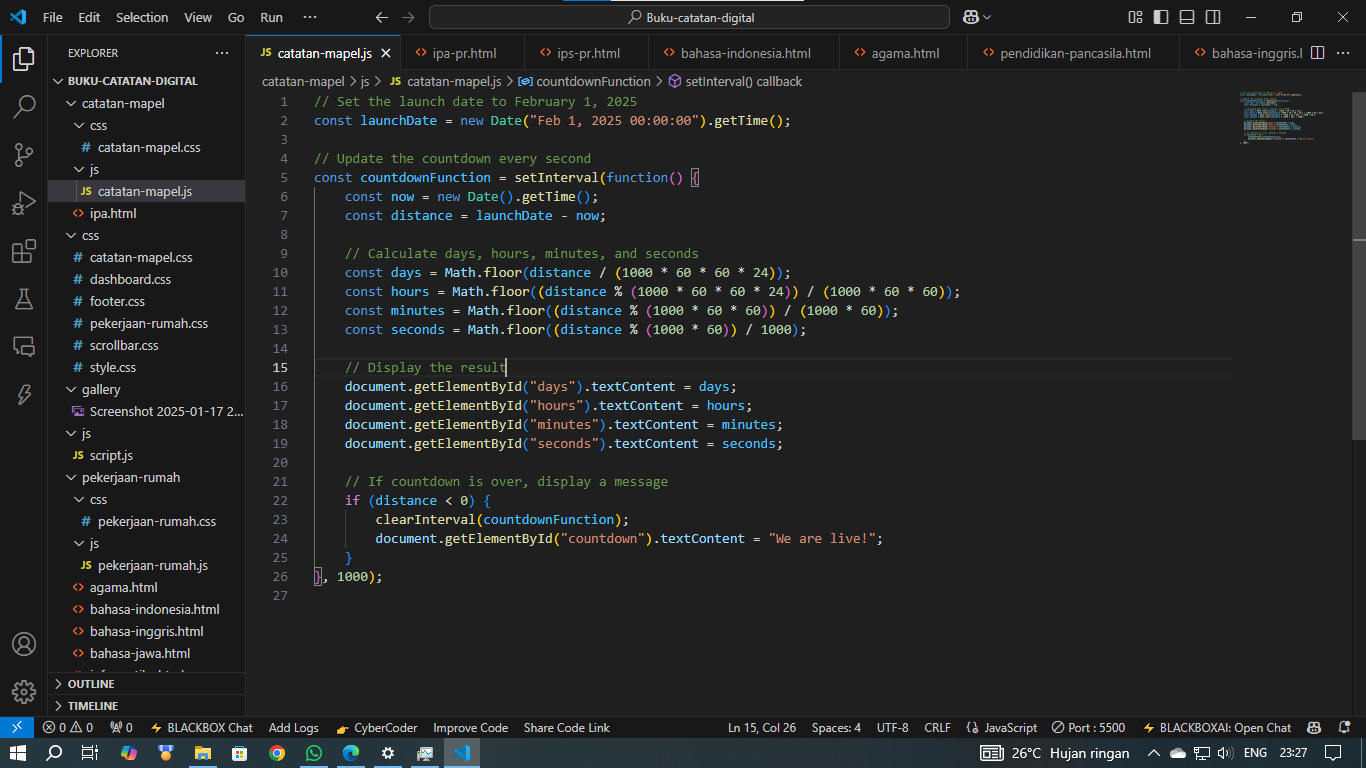 File Edit Selection View Go Run ···
Buku-catatan-digital
EXPLORER ···
BUKU-CATATAN-DIGITAL
catatan-mapel
css
# catatan-mapel.css
js
JS catatan-mapel.js
<> ipa.html
css
# catatan-mapel.css
# dashboard.css
# footer.css
# pekerjaan-rumah.css
# scrollbar.css
# style.css
gallery
Screenshot 2025-01-17 2...
js
JS script.js
pekerjaan-rumah
css
# pekerjaan-rumah.css
js
JS pekerjaan-rumah.js
<> agama.html
<> bahasa-indonesia.html
<> bahasa-inggris.html
<> bahasa-jawa.html
OUTLINE
TIMELINE
JS catatan-mapel.js <> ipa-pr.html <> ips-pr.html <> bahasa-indonesia.html <> agama.html <> pendidikan-pancasila.html <> bahasa-inggris.l ···
catatan-mapel > js > JS catatan-mapel.js > countdownFunction > setInterval() callback
1 // Set the launch date to February 1, 2025
2 const launchDate = new Date("Feb 1, 2025 00:00:00").getTime();
3
4 // Update the countdown every second
5 const countdownFunction = setInterval(function() {
6 const now = new Date().getTime();
7 const distance = launchDate - now;
8
9 // Calculate days, hours, minutes, and seconds
10 const days = Math.floor(distance / (1000 * 60 * 60 * 24));
11 const hours = Math.floor((distance % (1000 * 60 * 60 * 24)) / (1000 * 60 * 60));
12 const minutes = Math.floor((distance % (1000 * 60 * 60)) / (1000 * 60));
13 const seconds = Math.floor((distance % (1000 * 60)) / 1000);
14
15 // Display the result
16 document.getElementById("days").textContent = days;
17 document.getElementById("hours").textContent = hours;
18 document.getElementById("minutes").textContent = minutes;
19 document.getElementById("seconds").textContent = seconds;
20
21 // If countdown is over, display a message
22 if (distance < 0) {
23 clearInterval(countdownFunction);
24 document.getElementById("countdown").textContent = "We are live!";
25 }
26 }, 1000);
27
0 0 0 BLACKBOX Chat Add Logs CyberCoder Improve Code Share Code Link Ln 15, Col 26 Spaces: 4 UTF-8 CRLF {} JavaScript Port : 5500 BLACKBOXAI: Open Chat
26°C Hujan ringan ENG 23:27